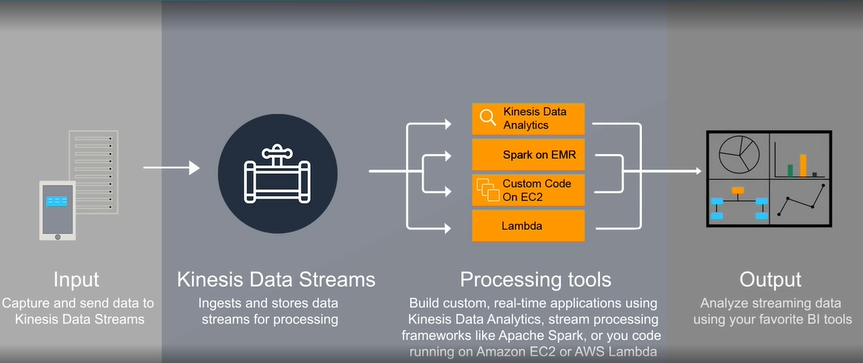 Kinesis Data
Analytics
Spark on EMR
Custom Code
On EC2
Lambda
Input
Capture and send data to
Kinesis Data Streams
Kinesis Data Streams
Ingests and stores data
streams for processing
Processing tools
Build custom, real-time applications using
Kinesis Data Analytics, stream processing
frameworks like Apache Spark, or you code
running on Amazon EC2 or AWS Lambda
Output
Analyze streaming data
using your favorite BI tools